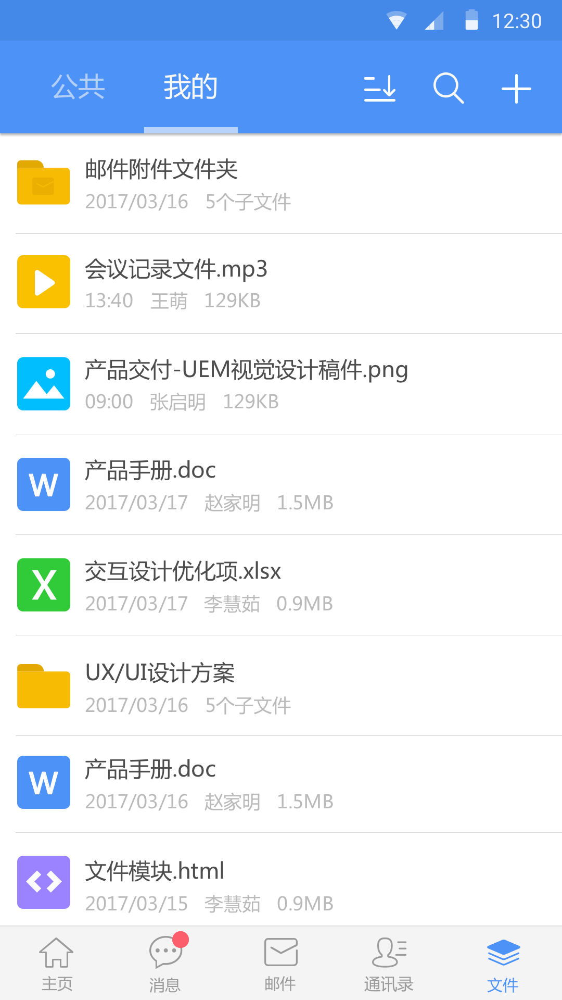 12:30
公共 我的
邮件附件文件夹
2017/03/16 5个子文件
会议记录文件.mp3
13:40 王萌 129KB
产品交付-UEM视觉设计稿件.png
09:00 张启明 129KB
W
产品手册.doc
2017/03/17 赵家明 1.5MB
X
交互设计优化项.xlsx
2017/03/17 李慧茹 0.9MB
UX/UI设计方案
2017/03/16 5个子文件
W
产品手册.doc
2017/03/16 赵家明 1.5MB
文件模块.html
2017/03/15 李慧茹 0.9MB
主页 消息 邮件 通讯录 文件